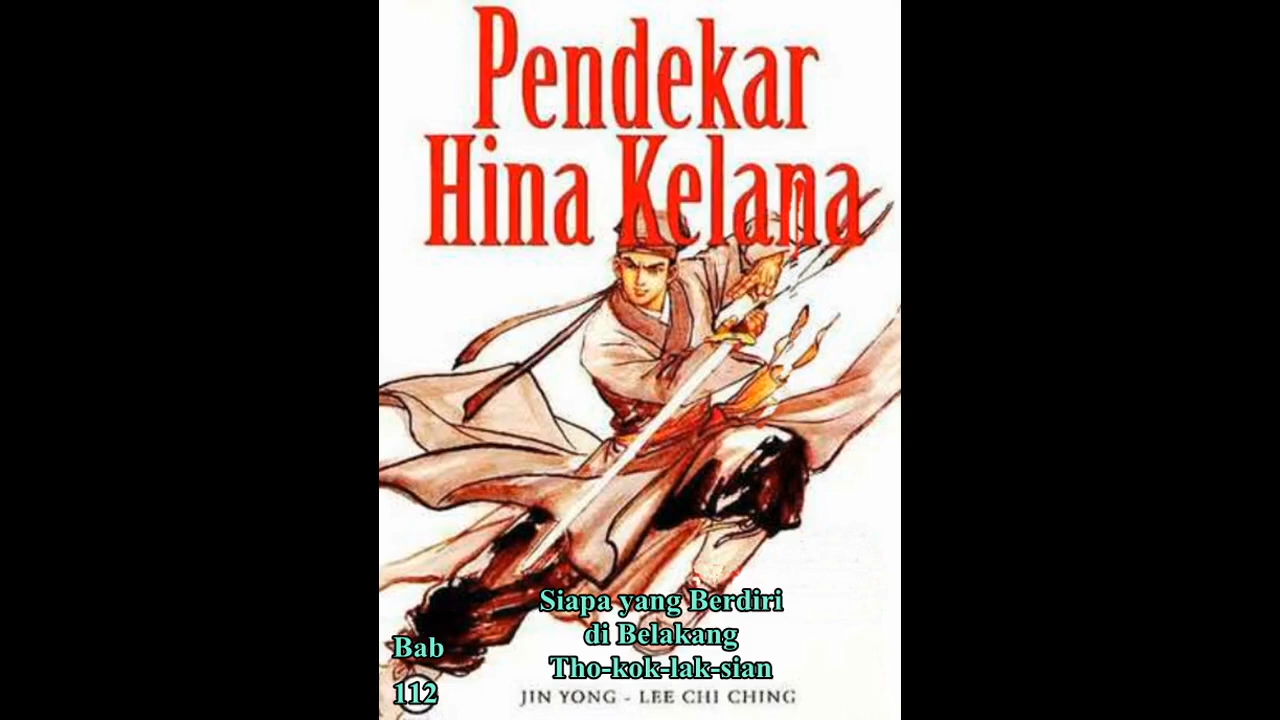 Pendekar
Hina Kelana
Siapa yang Berdiri
di Belakang
Tho-kok-lak-sian
Bab
112
JIN YONG - LEE CHI CHING